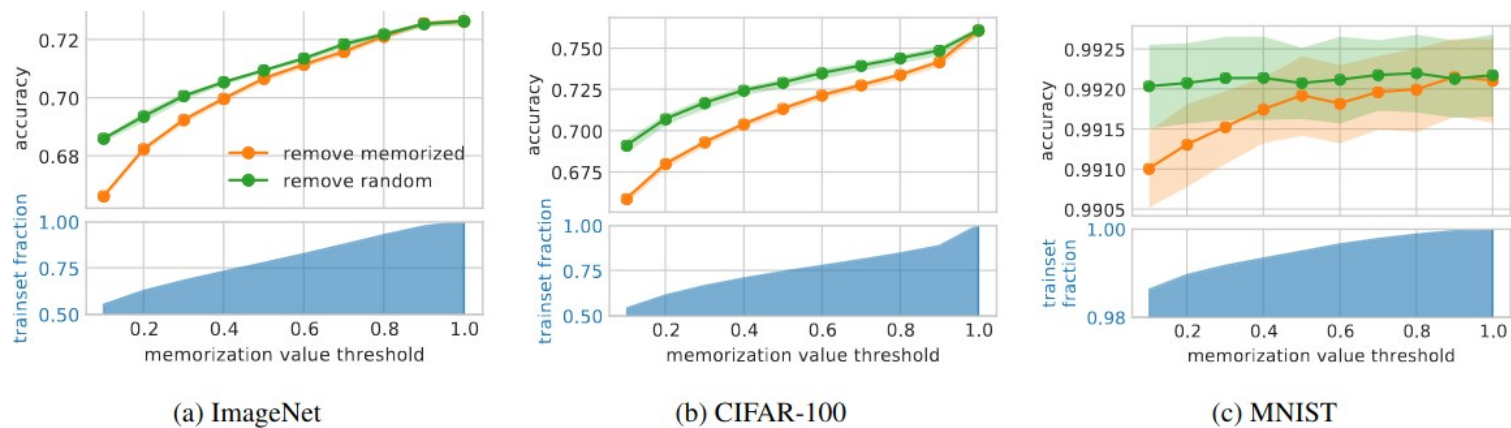 accuracy
0.72
0.70
0.68
remove memorized
remove random
trainset fraction
1.00
0.75
0.50
0.2 0.4 0.6 0.8 1.0
memorization value threshold
(a) ImageNet
accuracy
0.750
0.725
0.700
0.675
trainset fraction
1.00
0.75
0.50
0.2 0.4 0.6 0.8 1.0
memorization value threshold
(b) CIFAR-100
accuracy
0.9925
0.9920
0.9915
0.9910
0.9905
trainset
fraction
1.00
0.98
0.2 0.4 0.6 0.8 1.0
memorization value threshold
(c) MNIST